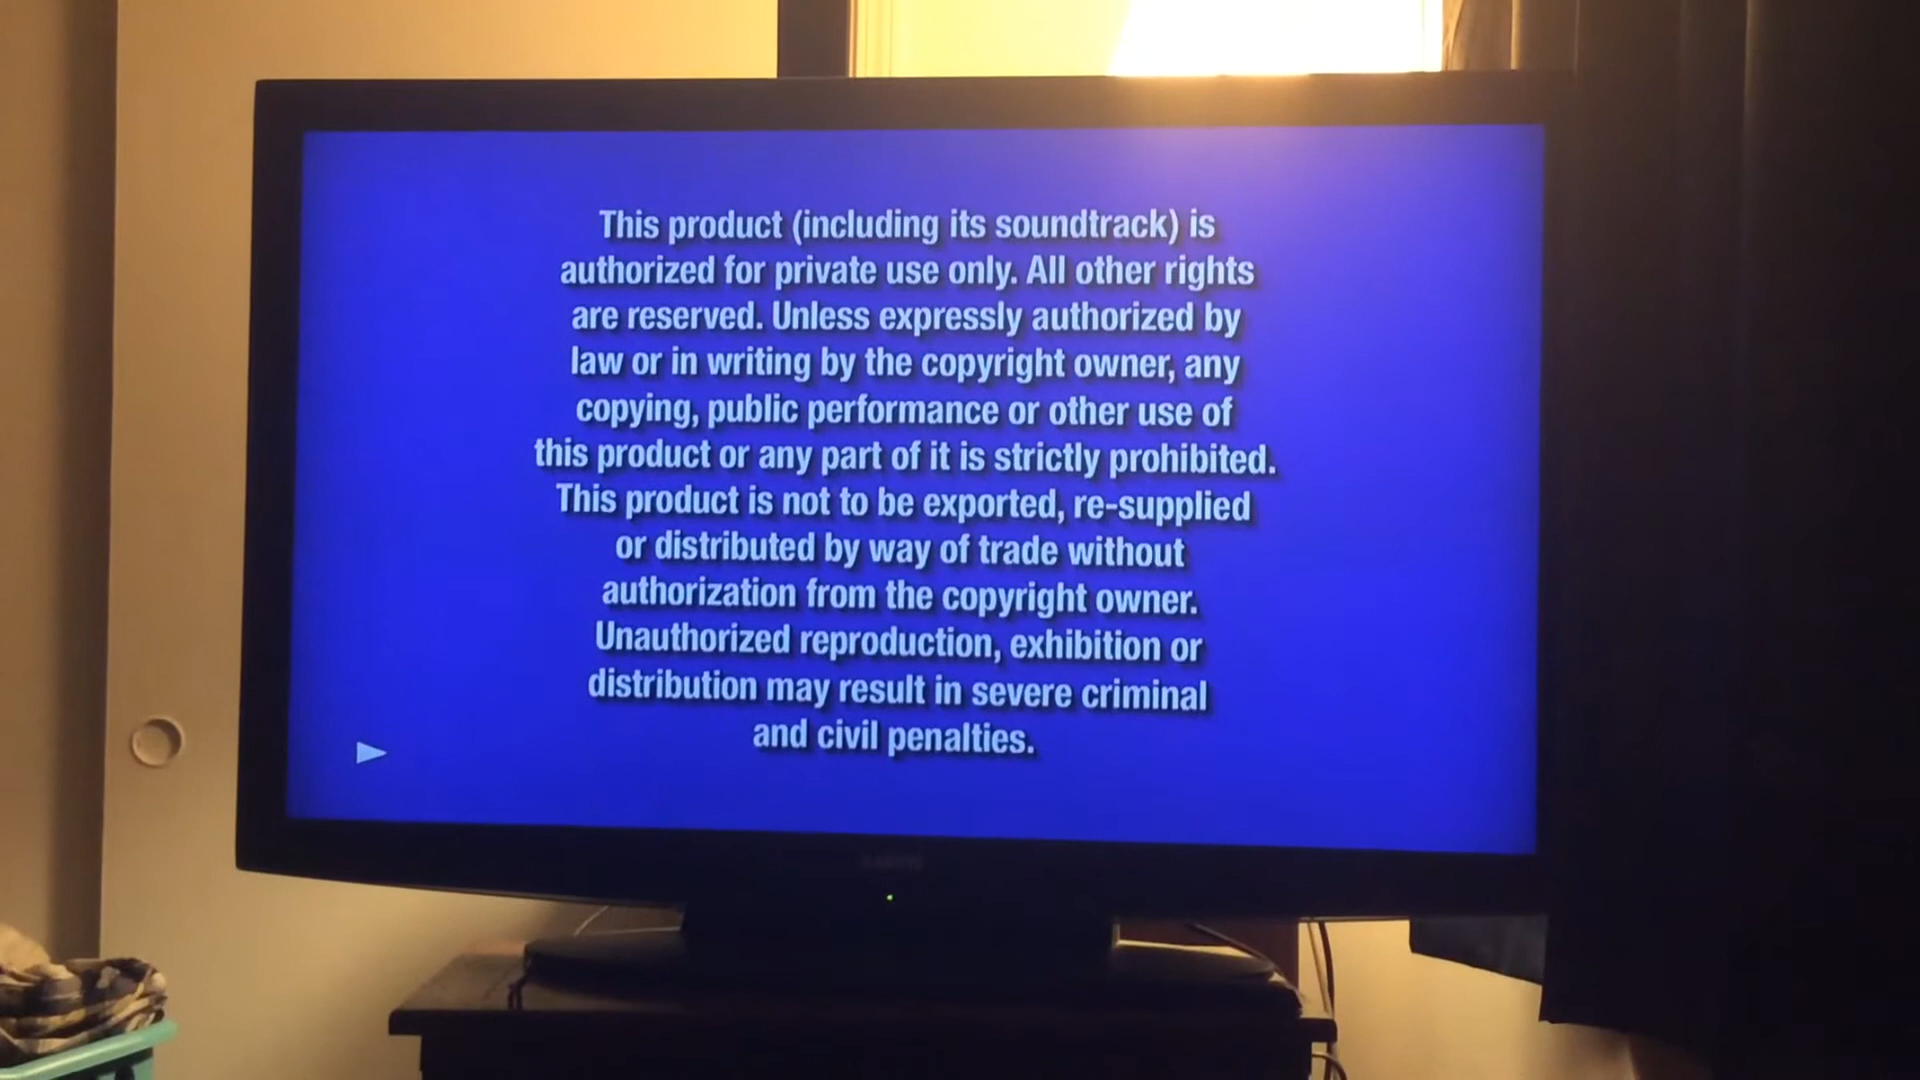 This product (including its soundtrack) is
authorized for private use only. All other rights
are reserved. Unless expressly authorized by
law or in writing by the copyright owner, any
copying, public performance or other use of
this product or any part of it is strictly prohibited.
This product is not to be exported, re-supplied
or distributed by way of trade without
authorization from the copyright owner.
Unauthorized reproduction, exhibition or
distribution may result in severe criminal
and civil penalties.